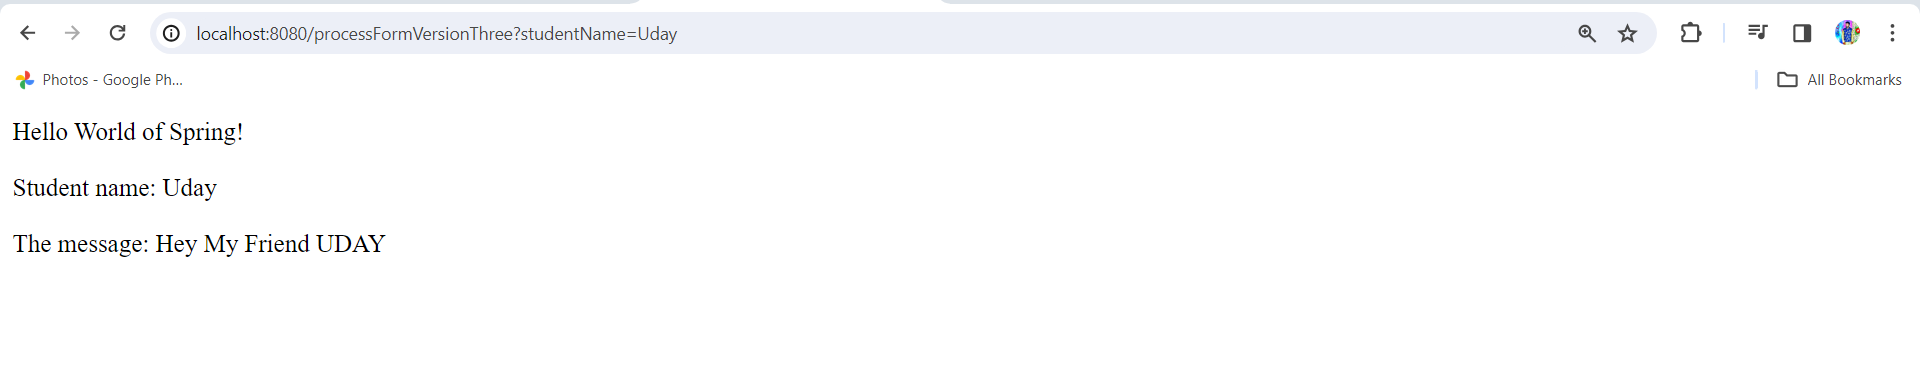 localhost:8080/processFormVersionThree?studentName=Uday
Photos - Google Ph...
All Bookmarks
Hello World of Spring!
Student name: Uday
The message: Hey My Friend UDAY